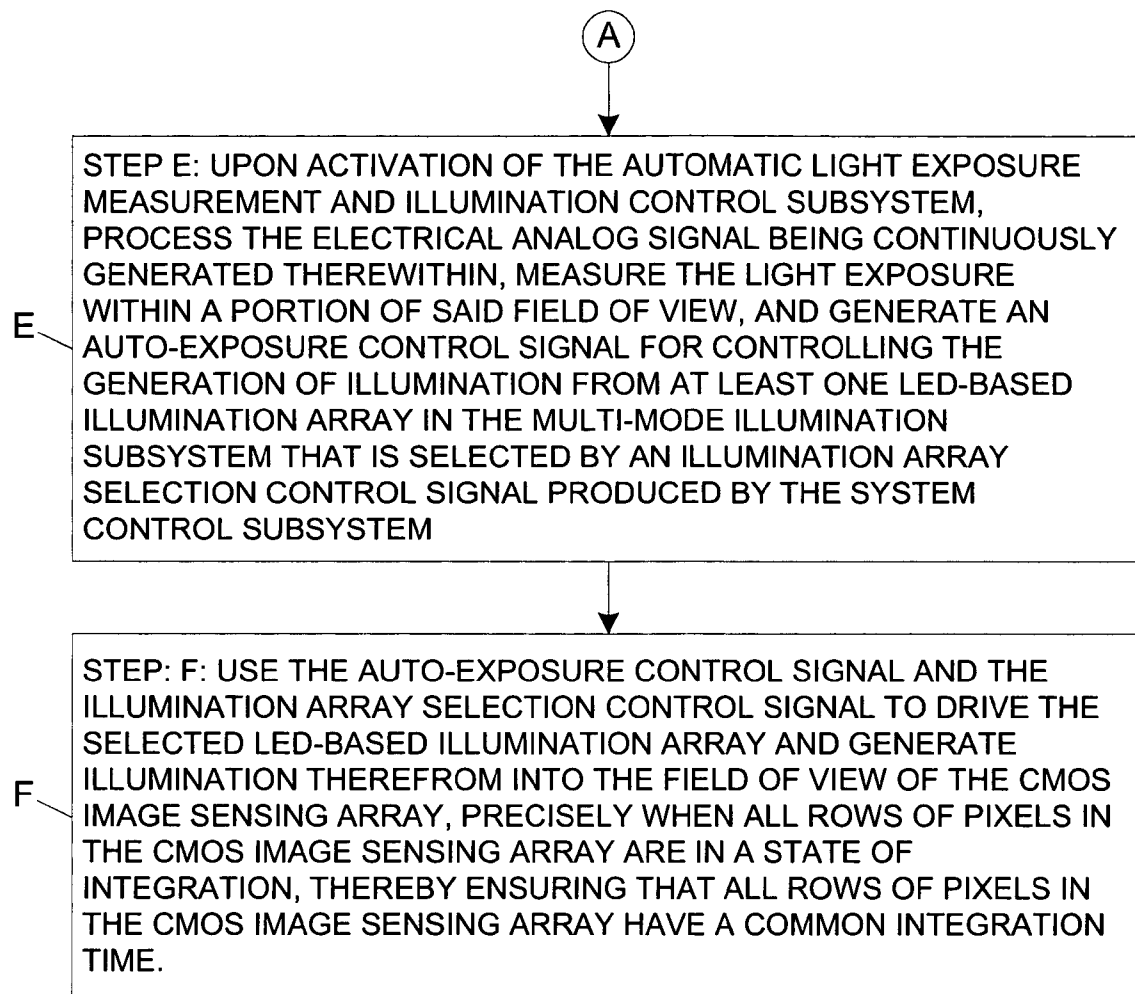 A
STEP E: UPON ACTIVATION OF THE AUTOMATIC LIGHT EXPOSURE
MEASUREMENT AND ILLUMINATION CONTROL SUBSYSTEM,
PROCESS THE ELECTRICAL ANALOG SIGNAL BEING CONTINUOUSLY
GENERATED THEREWITHIN, MEASURE THE LIGHT EXPOSURE
WITHIN A PORTION OF SAID FIELD OF VIEW, AND GENERATE AN
AUTO-EXPOSURE CONTROL SIGNAL FOR CONTROLLING THE
GENERATION OF ILLUMINATION FROM AT LEAST ONE LED-BASED
ILLUMINATION ARRAY IN THE MULTI-MODE ILLUMINATION
SUBSYSTEM THAT IS SELECTED BY AN ILLUMINATION ARRAY
SELECTION CONTROL SIGNAL PRODUCED BY THE SYSTEM
CONTROL SUBSYSTEM
E
STEP: F: USE THE AUTO-EXPOSURE CONTROL SIGNAL AND THE
ILLUMINATION ARRAY SELECTION CONTROL SIGNAL TO DRIVE THE
SELECTED LED-BASED ILLUMINATION ARRAY AND GENERATE
ILLUMINATION THEREFROM INTO THE FIELD OF VIEW OF THE CMOS
IMAGE SENSING ARRAY, PRECISELY WHEN ALL ROWS OF PIXELS IN
THE CMOS IMAGE SENSING ARRAY ARE IN A STATE OF
INTEGRATION, THEREBY ENSURING THAT ALL ROWS OF PIXELS IN
THE CMOS IMAGE SENSING ARRAY HAVE A COMMON INTEGRATION
TIME.
F